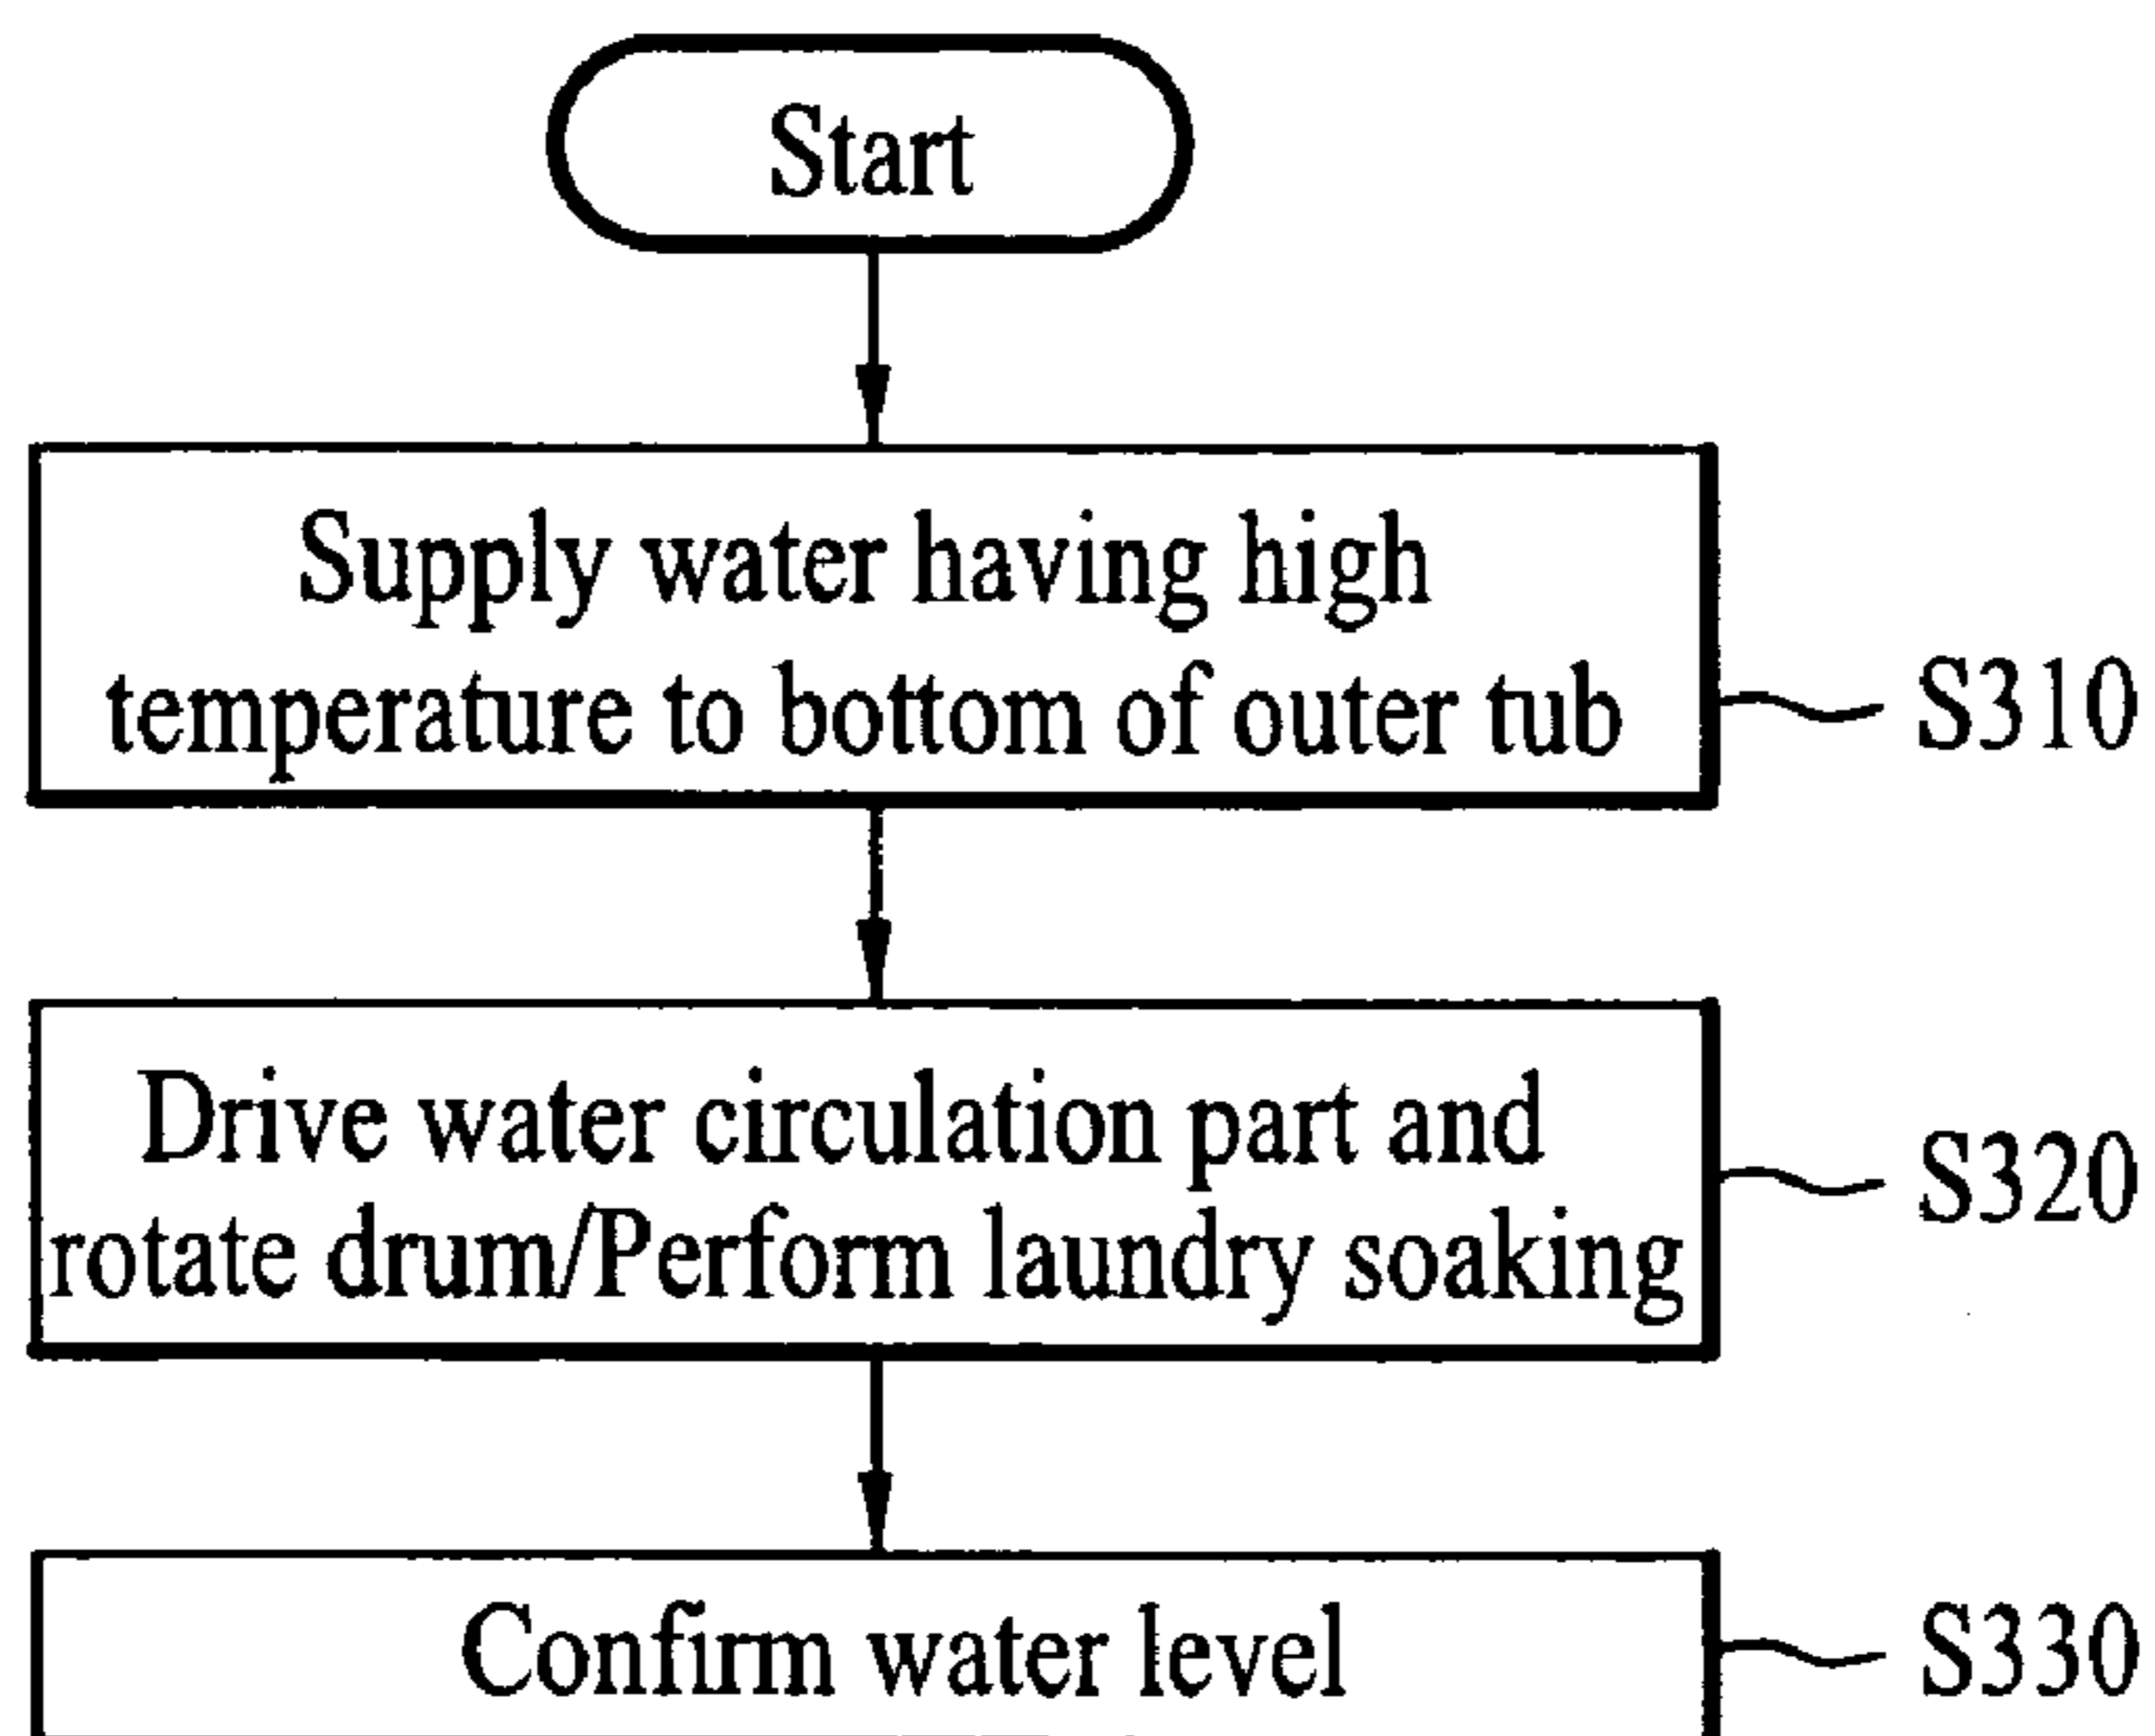 Start
Supply water having high
temperature to bottom of outer tub
S310
Drive water circulation part and
rotate drum/Perform laundry soaking
S320
Confirm water level
S330